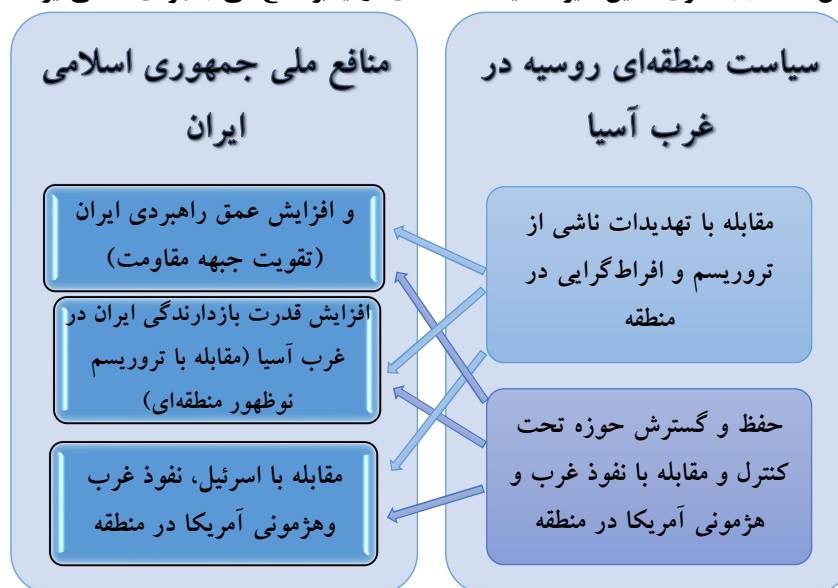 سیاست منطقه‌ای روسیه در
غرب آسیا
مقابله با تهدیدات ناشی از
تروریسم و افراط‌گرایی در
منطقه
حفظ و گسترش حوزه تحت
کنترل و مقابله با نفوذ غرب و
هژمونی آمریکا در منطقه
منافع ملی جمهوری اسلامی
ایران
و افزایش عمق راهبردی ایران
(تقویت جبهه مقاومت)
افزایش قدرت بازدارندگی ایران در
غرب آسیا (مقابله با تروریسم
نوظهور منطقه‌ای)
مقابله با اسرئیل، نفوذ غرب
وهژمونی آمریکا در منطقه